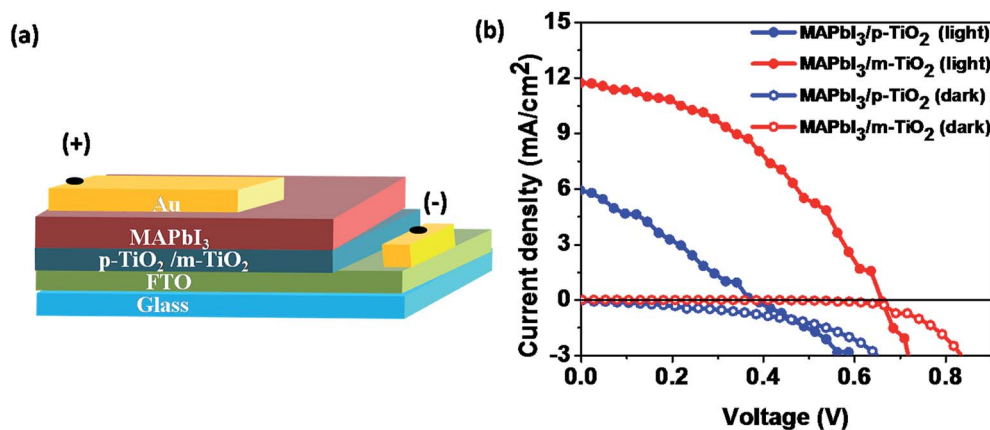 (a)
(+)
(-)
Au
MAPbI₃
p-TiO₂ /m-TiO₂
FTO
Glass
(b)
MAPbI₃/p-TiO₂ (light)
MAPbI₃/m-TiO₂ (light)
MAPbI₃/p-TiO₂ (dark)
MAPbI₃/m-TiO₂ (dark)
Current density (mA/cm²)
15
12
9
6
3
0
-3
0.0 0.2 0.4 0.6 0.8
Voltage (V)